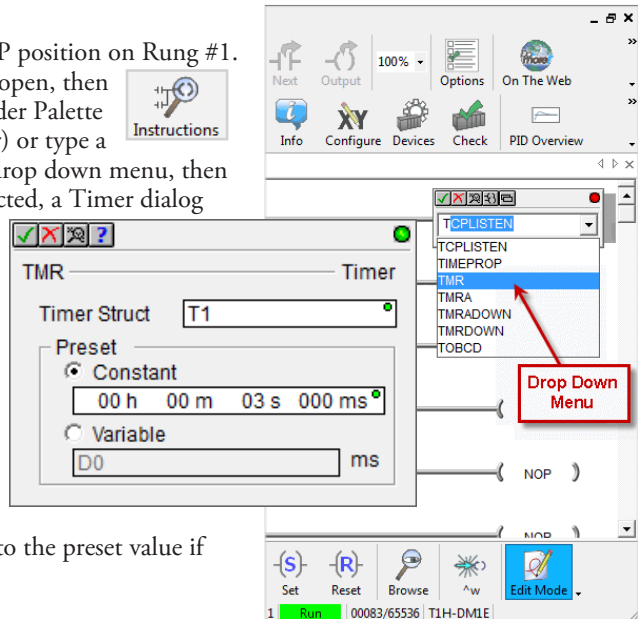 P position on Rung #1.
open, then
der Palette
) or type a
drop down menu, then
cted, a Timer dialog
Instructions
TMR Timer
Timer Struct T1
Preset
Constant
00 h 00 m 03 s 000 ms
Variable
D0 ms
to the preset value if
Next Output 100% Options On The Web
Info Configure Devices Check PID Overview
TCPLISTEN
TCPLISTEN
TIMEPROP
TMR
TMRA
TMRADOWN
TMRDOWN
TOBCD
Drop Down
Menu
NOP
NOP
S R
Set Reset Browse ^w Edit Mode
1 Run 00083/65536 T1H-DM1E